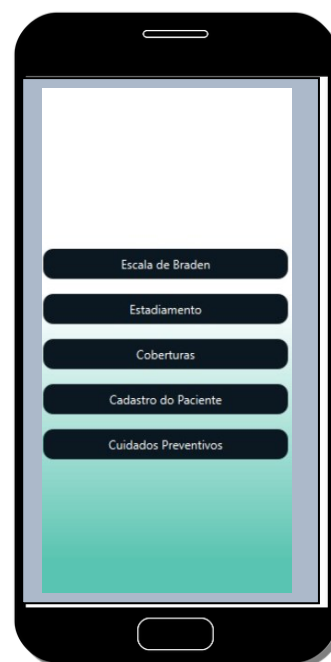 Escala de Braden
Estadiamento
Coberturas
Cadastro do Paciente
Cuidados Preventivos